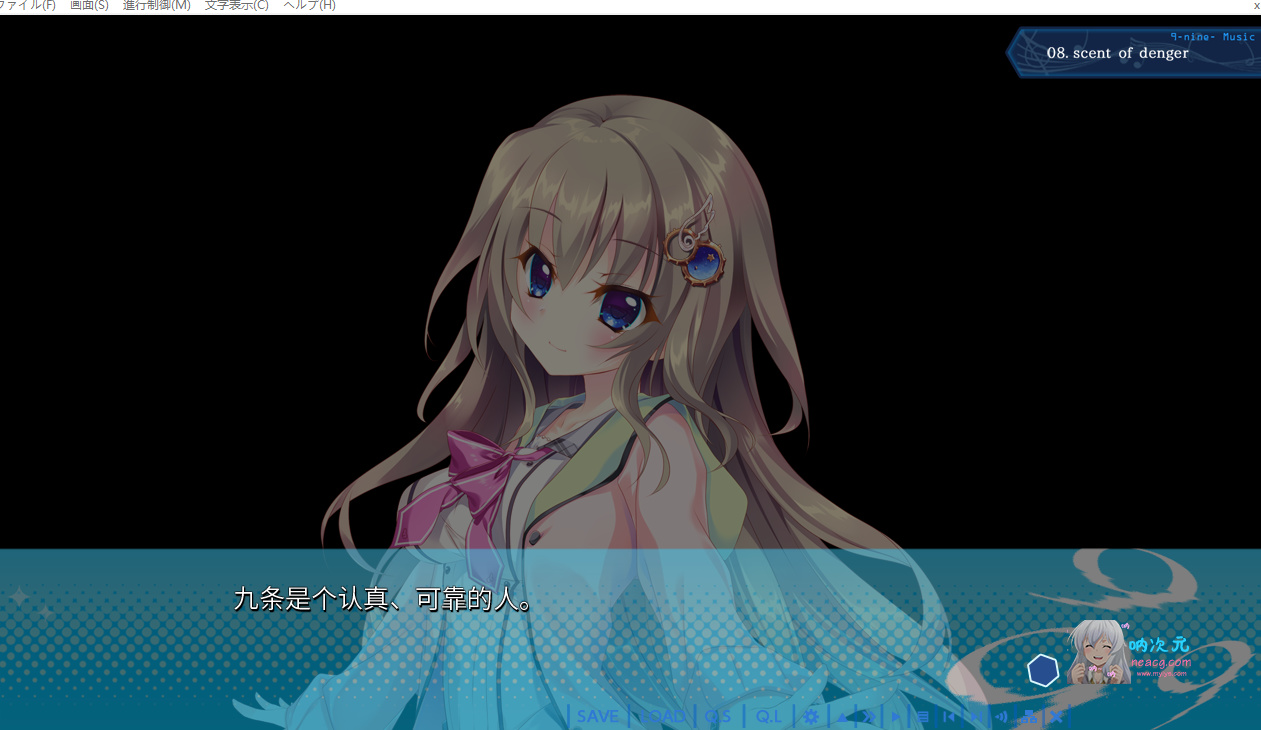 ファイル(F) 画面(S) 進行制御(M) 文字表示(C) ヘルプ(H) x
9-nine- Music
08. scent of denger
九条是个认真、可靠的人。
呐次元
neacg.com
SAVE LOAD Q.S Q.L